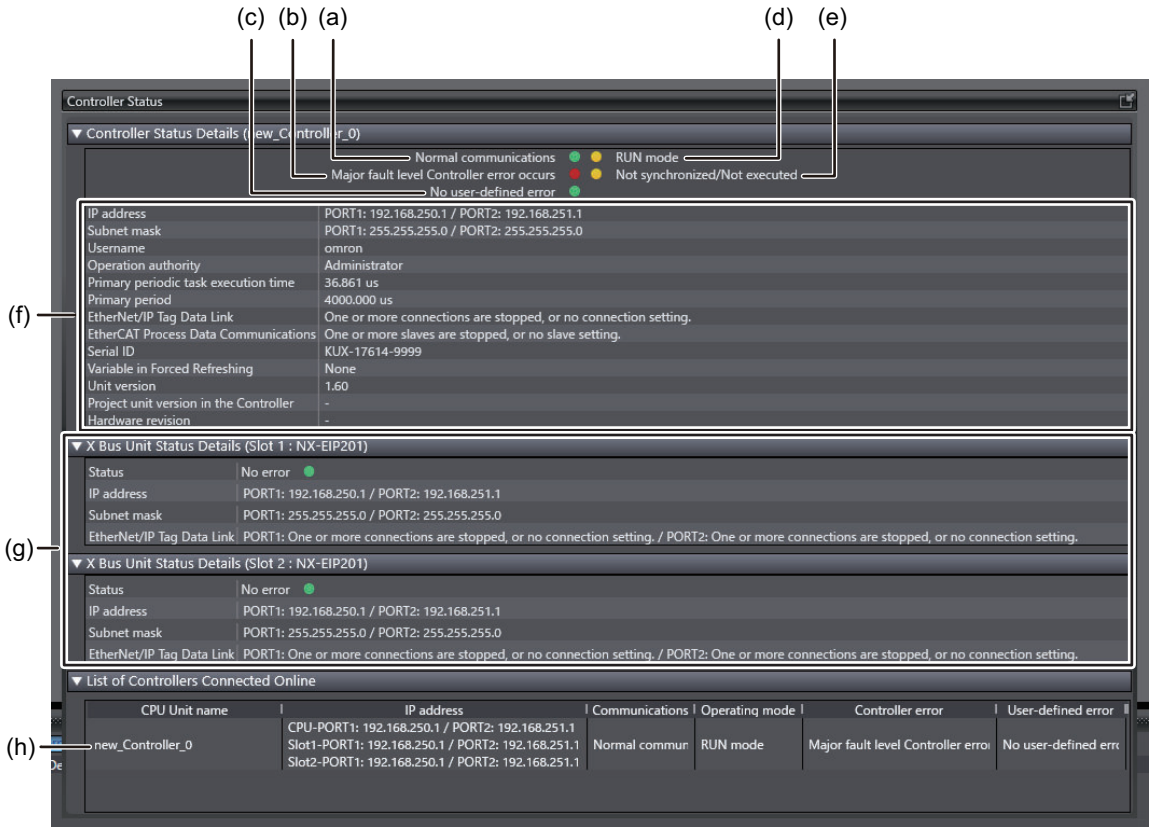 (c) (b) (a) (d) (e)
Controller Status
▼ Controller Status Details (new_Controller_0)
Normal communications RUN mode
Major fault level Controller error occurs Not synchronized/Not executed
No user-defined error
(f)
IP address PORT1: 192.168.250.1 / PORT2: 192.168.251.1
Subnet mask PORT1: 255.255.255.0 / PORT2: 255.255.255.0
Username omron
Operation authority Administrator
Primary periodic task execution time 36.861 us
Primary period 4000.000 us
EtherNet/IP Tag Data Link One or more connections are stopped, or no connection setting.
EtherCAT Process Data Communications One or more slaves are stopped, or no slave setting.
Serial ID KUX-17614-9999
Variable in Forced Refreshing None
Unit version 1.60
Project unit version in the Controller -
Hardware revision -
(g)
▼ X Bus Unit Status Details (Slot 1 : NX-EIP201)
Status No error
IP address PORT1: 192.168.250.1 / PORT2: 192.168.251.1
Subnet mask PORT1: 255.255.255.0 / PORT2: 255.255.255.0
EtherNet/IP Tag Data Link PORT1: One or more connections are stopped, or no connection setting. / PORT2: One or more connections are stopped, or no connection setting.
▼ X Bus Unit Status Details (Slot 2 : NX-EIP201)
Status No error
IP address PORT1: 192.168.250.1 / PORT2: 192.168.251.1
Subnet mask PORT1: 255.255.255.0 / PORT2: 255.255.255.0
EtherNet/IP Tag Data Link PORT1: One or more connections are stopped, or no connection setting. / PORT2: One or more connections are stopped, or no connection setting.
▼ List of Controllers Connected Online
CPU Unit name IP address Communications Operating mode Controller error User-defined error
CPU-PORT1: 192.168.250.1 / PORT2: 192.168.251.1
(h) new_Controller_0 Slot1-PORT1: 192.168.250.1 / PORT2: 192.168.251.1 Normal commun RUN mode Major fault level Controller error No user-defined erro
Slot2-PORT1: 192.168.250.1 / PORT2: 192.168.251.1